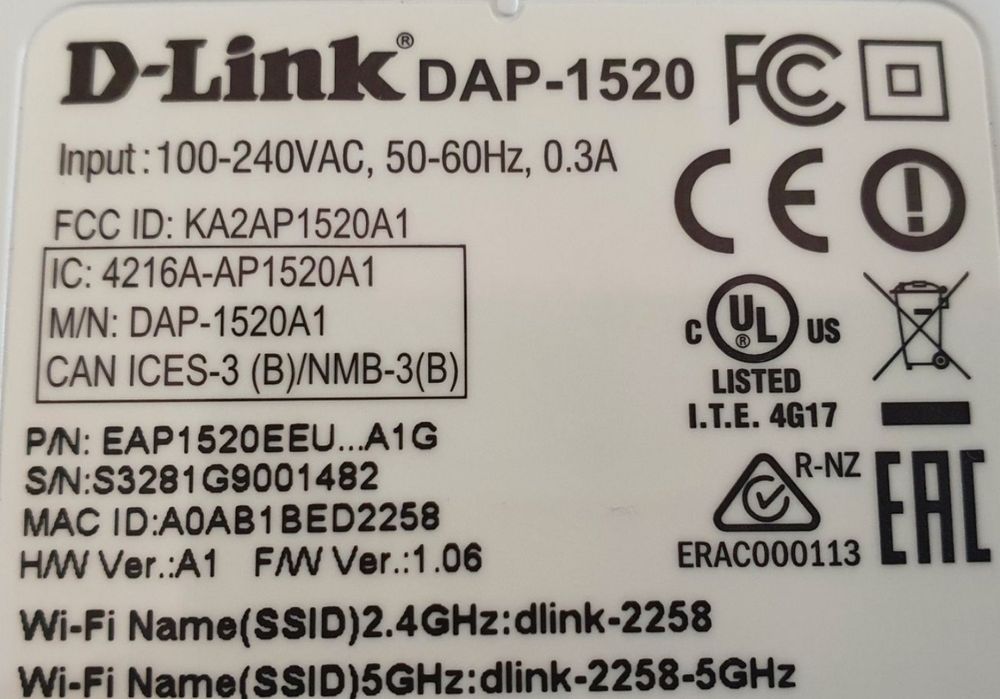 D-Link® DAP-1520 FC
Input: 100-240VAC, 50-60Hz, 0.3A
FCC ID: KA2AP1520A1
IC: 4216A-AP1520A1
M/N: DAP-1520A1
CAN ICES-3 (B)/NMB-3(B)
P/N: EAP1520EEU...A1G
S/N:S3281G9001482
MAC ID:A0AB1BED2258
H/W Ver.:A1 F/W Ver.:1.06
Wi-Fi Name(SSID)2.4GHz:dlink-2258
Wi-Fi Name(SSID)5GHz:dlink-2258-5GHz
CE
C UL® US
LISTED
I.T.E. 4G17
R-NZ
ERAC000113
EAC